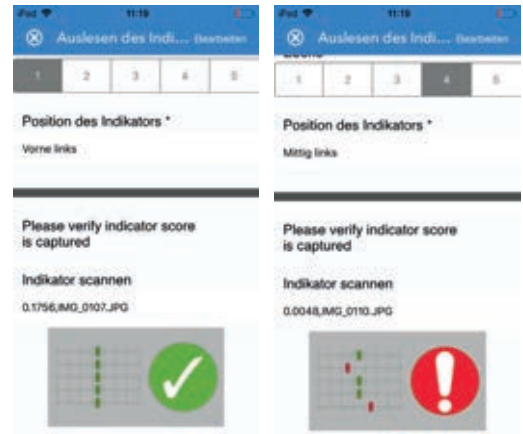 iPod
11:19
Auslesen des Indi... Bearbeiten
1 2 3 4 5
Position des Indikators *
Vorne links
Please verify indicator score
is captured
Indikator scannen
0.1756,IMG_0107.JPG
iPod
11:19
Auslesen des Indi... Bearbeiten
1 2 3 4 5
Position des Indikators *
Mittig links
Please verify indicator score
is captured
Indikator scannen
0.0048,IMG_0110.JPG